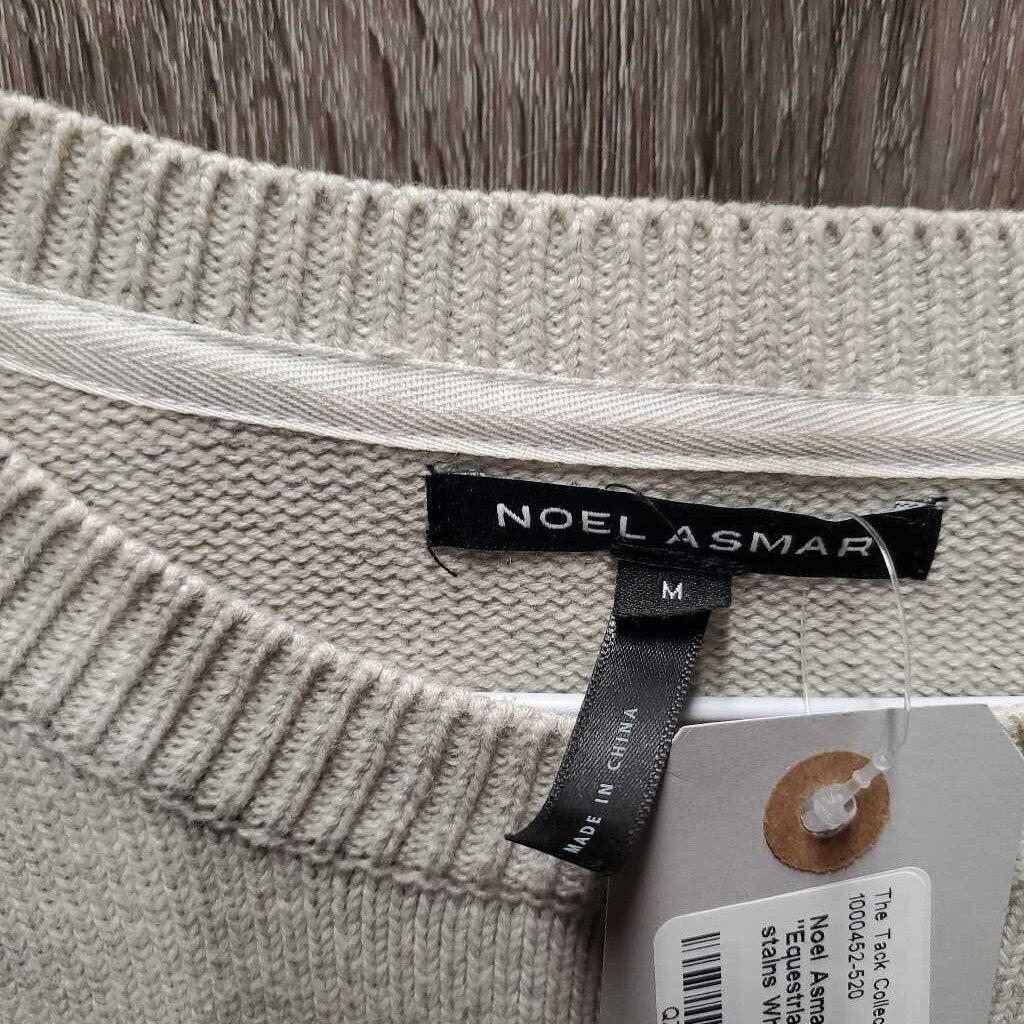 NOEL ASMAR
M
MADE IN CHINA
The Tack Collec
1000452-520
Noel Asma
"Equestria
stains Wh